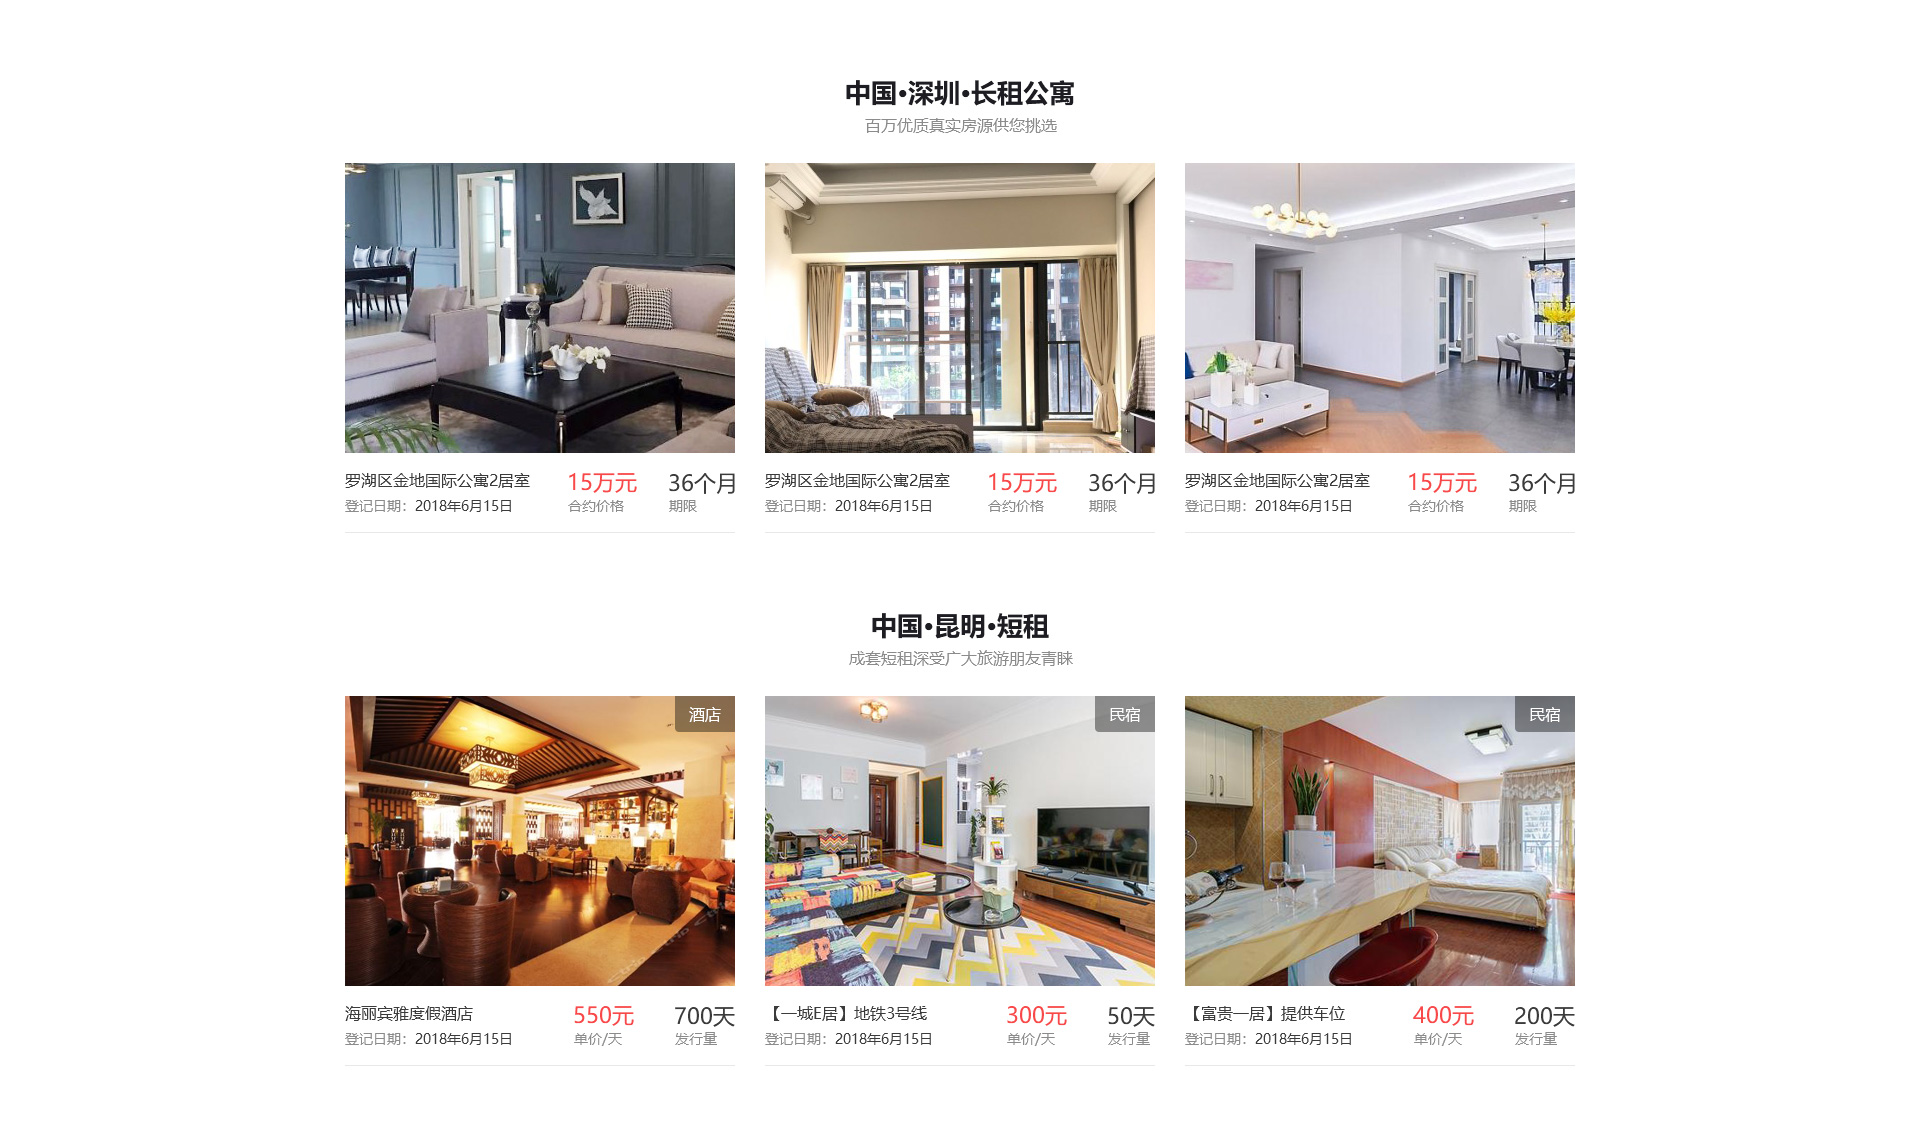 中国•深圳•长租公寓
百万优质真实房源供您挑选
罗湖区金地国际公寓2居室
15万元
36个月
登记日期：2018年6月15日
合约价格
期限
罗湖区金地国际公寓2居室
15万元
36个月
登记日期：2018年6月15日
合约价格
期限
罗湖区金地国际公寓2居室
15万元
36个月
登记日期：2018年6月15日
合约价格
期限
中国•昆明•短租
成套短租深受广大旅游朋友青睐
酒店
民宿
民宿
海丽宾雅度假酒店
550元
700天
登记日期：2018年6月15日
单价/天
发行量
【一城E居】地铁3号线
300元
50天
登记日期：2018年6月15日
单价/天
发行量
【富贵一居】提供车位
400元
200天
登记日期：2018年6月15日
单价/天
发行量